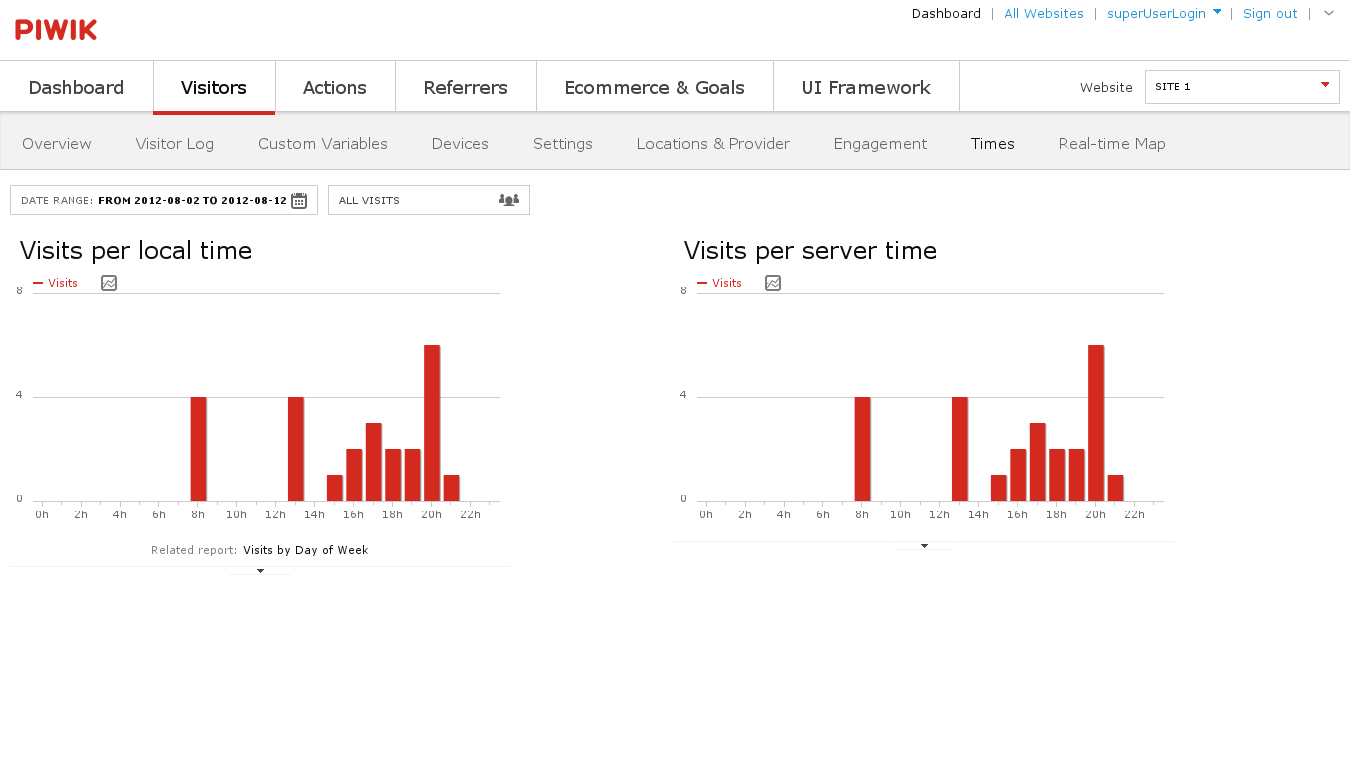 Dashboard | All Websites | superUserLogin | Sign out |
PIWIK
Dashboard Visitors Actions Referrers Ecommerce & Goals UI Framework Website SITE 1
Overview Visitor Log Custom Variables Devices Settings Locations & Provider Engagement Times Real-time Map
DATE RANGE: FROM 2012-08-02 TO 2012-08-12 ALL VISITS
Visits per local time
Visits
8
4
0
0h 2h 4h 6h 8h 10h 12h 14h 16h 18h 20h 22h
Related report: Visits by Day of Week
Visits per server time
Visits
8
4
0
0h 2h 4h 6h 8h 10h 12h 14h 16h 18h 20h 22h